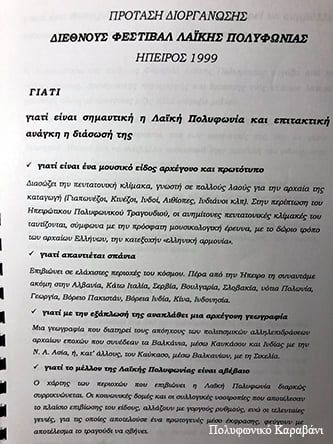 ΠΡΟΤΑΣΗ ΔΙΟΡΓΑΝΩΣΗΣ
ΔΙΕΘΝΟΥΣ ΦΕΣΤΙΒΑΛ ΛΑΪΚΗΣ ΠΟΛΥΦΩΝΙΑΣ
ΗΠΕΙΡΟΣ 1999
ΓΙΑΤΙ
γιατί είναι σημαντική η Λαϊκή Πολυφωνία και επιτακτική
ανάγκη η διάσωσή της
✓ γιατί είναι ένα μουσικό είδος αρχέγονο και πρωτότυπο
Διασώζει την πεντατονική κλίμακα, γνωστή σε πολλούς λαούς για την αρχαία της
καταγωγή (Γιαπωνέζοι, Κινέζοι, Ινδοί, Αιθίοπες, Ινδιάνοι κλπ). Στην περίπτωση του
Ηπειρώτικου Πολυφωνικού Τραγουδιού, οι ανημίτονες πεντατονικές κλίμακές του
ταυτίζονται, σύμφωνα με την πρόσφατη μουσικολογική έρευνα, με το δώριο τρόπο
των αρχαίων Ελλήνων, την κατεξοχήν «ελληνική αρμονία».
✓ γιατί απαντιέται σπάνια
Επιβιώνει σε ελάχιστες περιοχές του κόσμου. Πέρα από την Ήπειρο τη συναντάμε
ακόμη στην Αλβανία, Κάτω Ιταλία, Σερβία, Βουλγαρία, Σλοβακία, νότια Πολωνία,
Γεωργία, Βόρειο Πακιστάν, Βόρεια Ινδία, Κίνα, Ινδονησία.
✓ γιατί με την εξάπλωσή της αναπλάθει μια αρχέγονη γεωγραφία
Μια γεωγραφία που διατηρεί τους απόηχους των πολιτισμικών αλληλεπιδράσεων
αρχαίων εποχών που συνέδεαν τα Βαλκάνια, μέσω Καυκάσου και Ινδίας με την
Ν. Α. Ασία, ή, κατ' άλλους, τον Καύκασο, μέσω Βαλκανίων, με τη Σικελία.
✓ γιατί το μέλλον της Λαϊκής Πολυφωνίας είναι αβέβαιο
Ο χάρτης των περιοχών που επιβιώνει η Λαϊκή Πολυφωνία διαρκώς
συρρικνώνεται. Οι κοινωνικές δομές και οι συλλογικές νοοτροπίες που αποτέλεσαν
το πλαίσιο επιβίωσης του είδους, αλλάζουν με γοργούς ρυθμούς, ενώ οι τελευταίες
γενιές, για τις οποίες αποτελούσε ένα πρωτογενές μέσο έκφρασης, φεύγουν με
αποτέλεσμα το τραγούδι να σβήνει.
Πολυφωνικό Καραβάνι